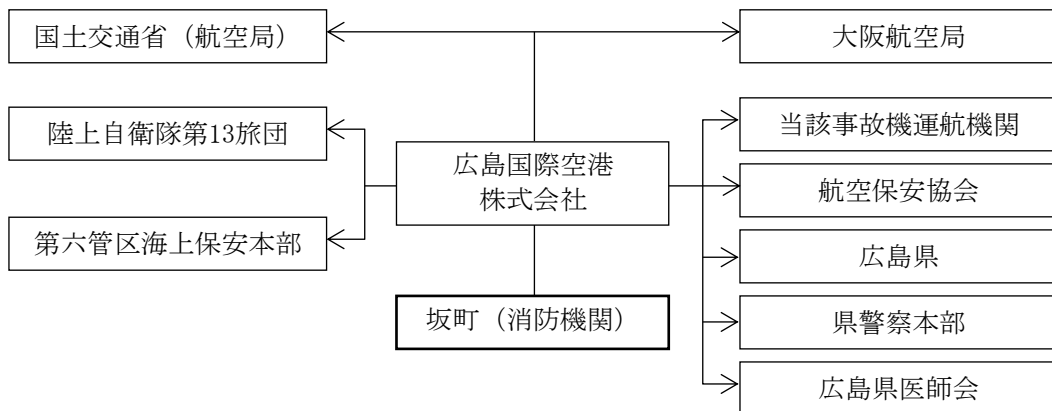 国土交通省（航空局）
大阪航空局
陸上自衛隊第13旅団
当該事故機運航機関
広島国際空港
株式会社
航空保安協会
第六管区海上保安本部
広島県
坂町（消防機関）
県警察本部
広島県医師会